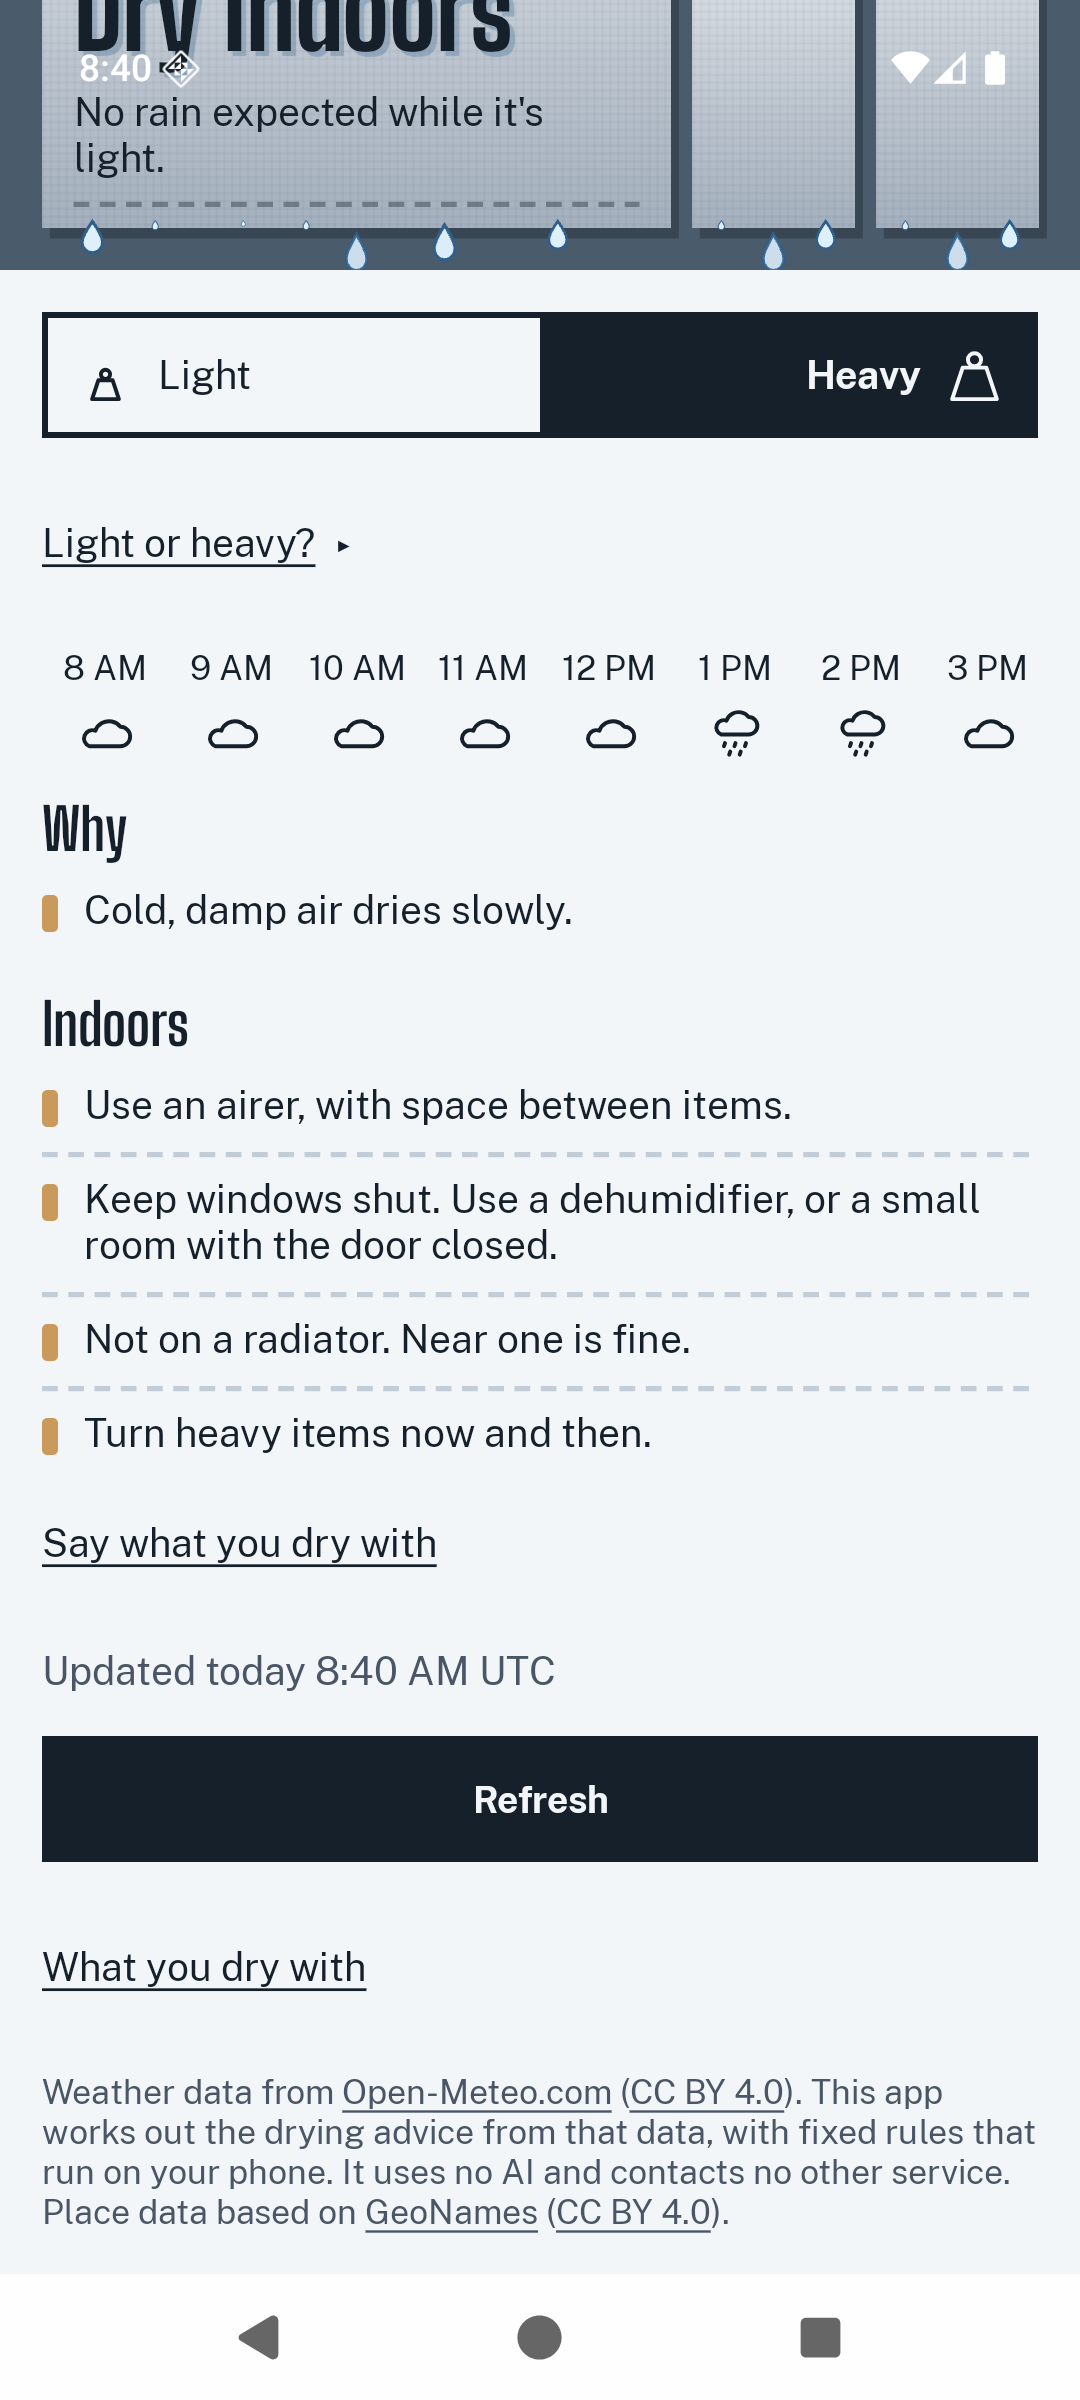 Dry Indoors
8:40
No rain expected while it's
light.
Light
Heavy
Light or heavy? ▸
8 AM 9 AM 10 AM 11 AM 12 PM 1 PM 2 PM 3 PM
Why
Cold, damp air dries slowly.
Indoors
Use an airer, with space between items.
Keep windows shut. Use a dehumidifier, or a small
room with the door closed.
Not on a radiator. Near one is fine.
Turn heavy items now and then.
Say what you dry with
Updated today 8:40 AM UTC
Refresh
What you dry with
Weather data from Open-Meteo.com (CC BY 4.0). This app
works out the drying advice from that data, with fixed rules that
run on your phone. It uses no AI and contacts no other service.
Place data based on GeoNames (CC BY 4.0).